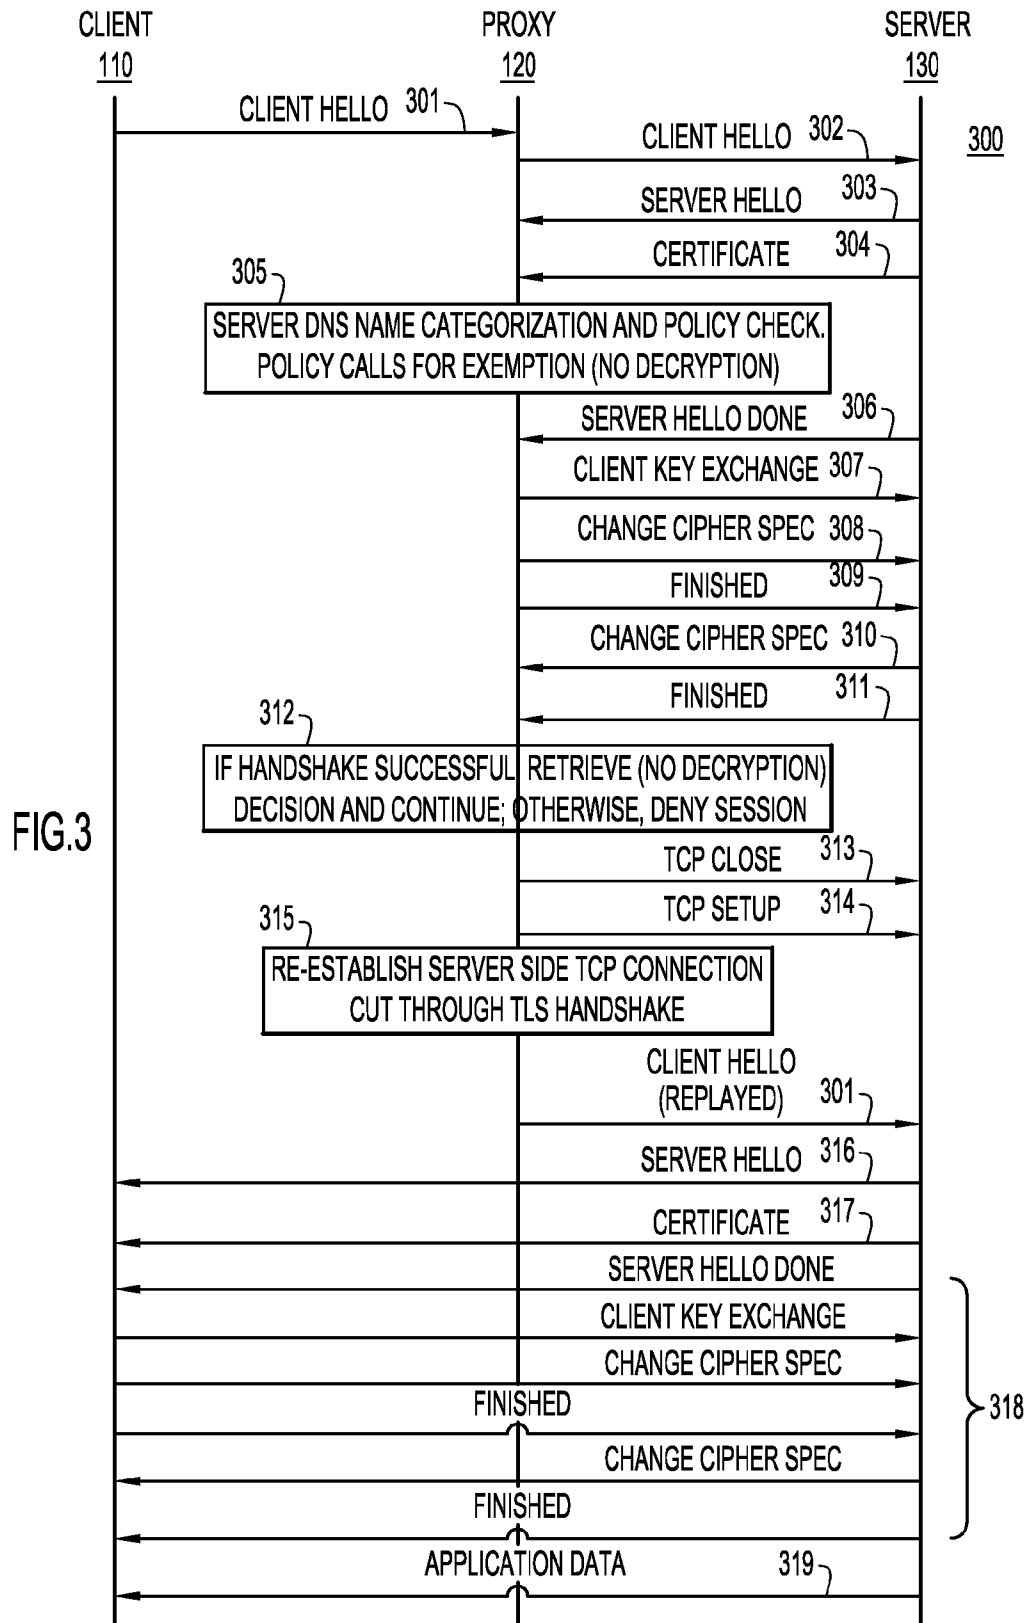 CLIENT
110
PROXY
120
SERVER
130
300
CLIENT HELLO 301
CLIENT HELLO 302
SERVER HELLO 303
CERTIFICATE 304
305
SERVER DNS NAME CATEGORIZATION AND POLICY CHECK.
POLICY CALLS FOR EXEMPTION (NO DECRYPTION)
SERVER HELLO DONE 306
CLIENT KEY EXCHANGE 307
CHANGE CIPHER SPEC 308
FINISHED 309
CHANGE CIPHER SPEC 310
FINISHED 311
312
IF HANDSHAKE SUCCESSFUL, RETRIEVE (NO DECRYPTION)
DECISION AND CONTINUE; OTHERWISE, DENY SESSION
FIG.3
TCP CLOSE 313
TCP SETUP 314
315
RE-ESTABLISH SERVER SIDE TCP CONNECTION
CUT THROUGH TLS HANDSHAKE
CLIENT HELLO
(REPLAYED) 301
SERVER HELLO 316
CERTIFICATE 317
SERVER HELLO DONE
CLIENT KEY EXCHANGE
CHANGE CIPHER SPEC
FINISHED
318
CHANGE CIPHER SPEC
FINISHED
APPLICATION DATA 319